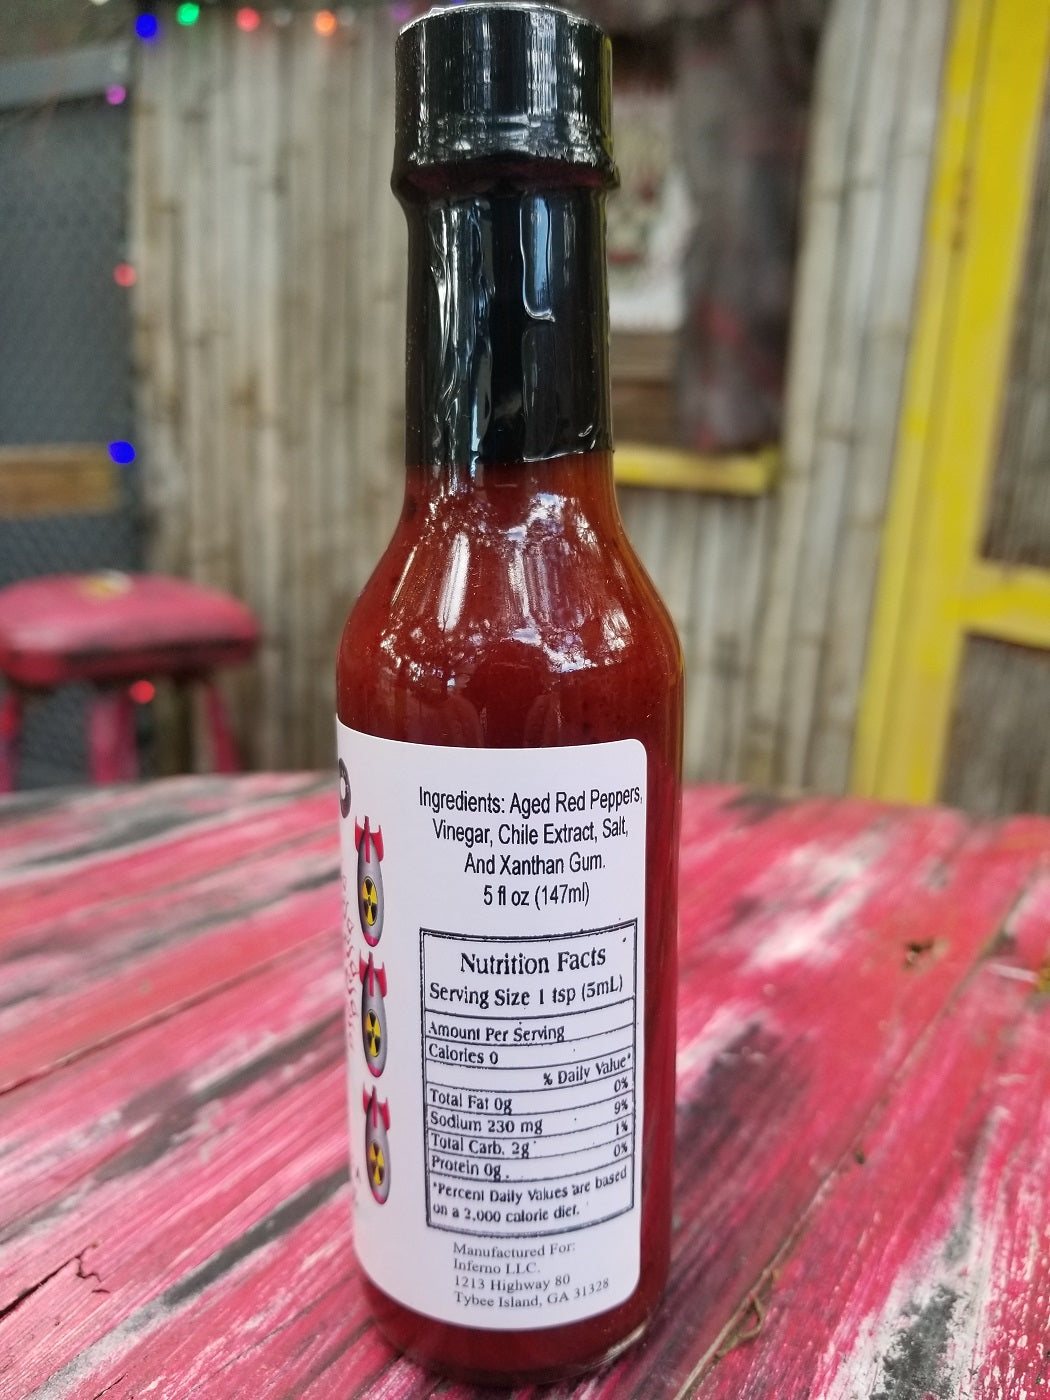 Ingredients: Aged Red Peppers,
Vinegar, Chile Extract, Salt,
And Xanthan Gum.
5 fl oz (147ml)
Nutrition Facts
Serving Size 1 tsp (5mL)
Amount Per Serving
Calories 0
% Daily Value*
Total Fat 0g 0%
Sodium 230 mg 9%
Total Carb. 2g 1%
Protein 0g. 0%
*Percent Daily Values are based
on a 2,000 calorie diet.
Manufactured For:
Inferno LLC.
1213 Highway 80
Tybee Island, GA 31328